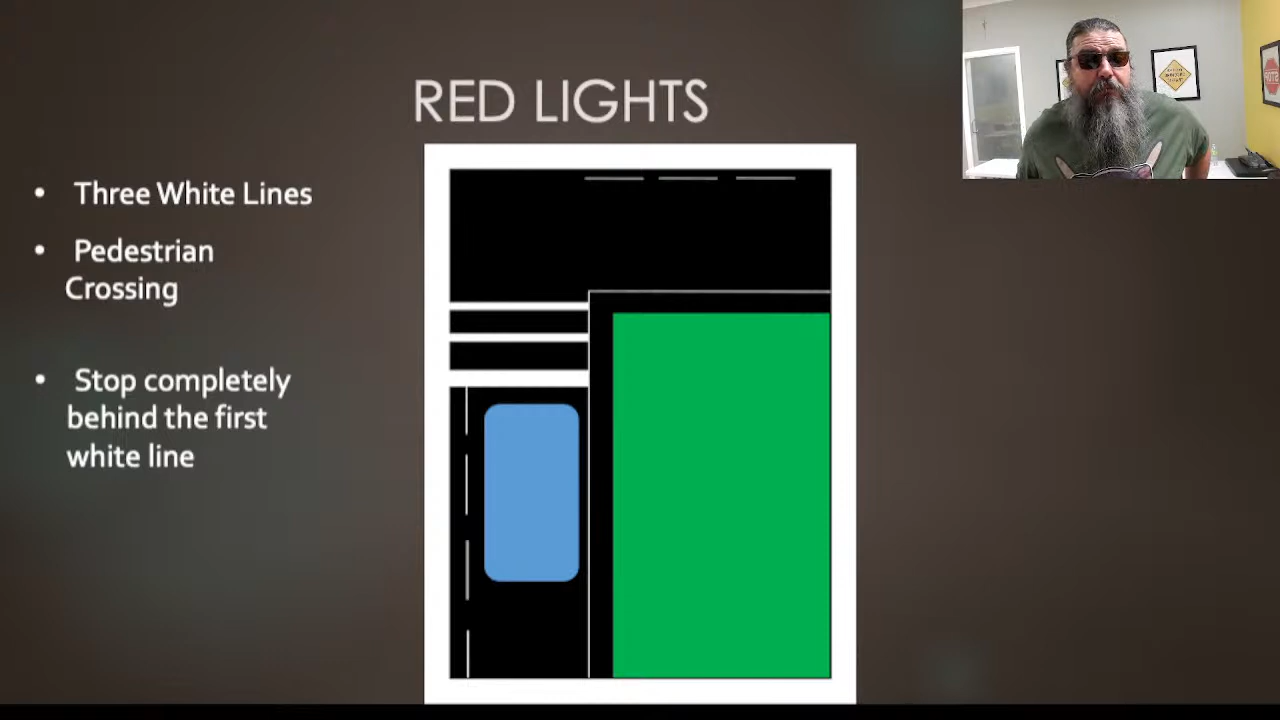 RED LIGHTS
Three White Lines
Pedestrian
Crossing
Stop completely
behind the first
white line